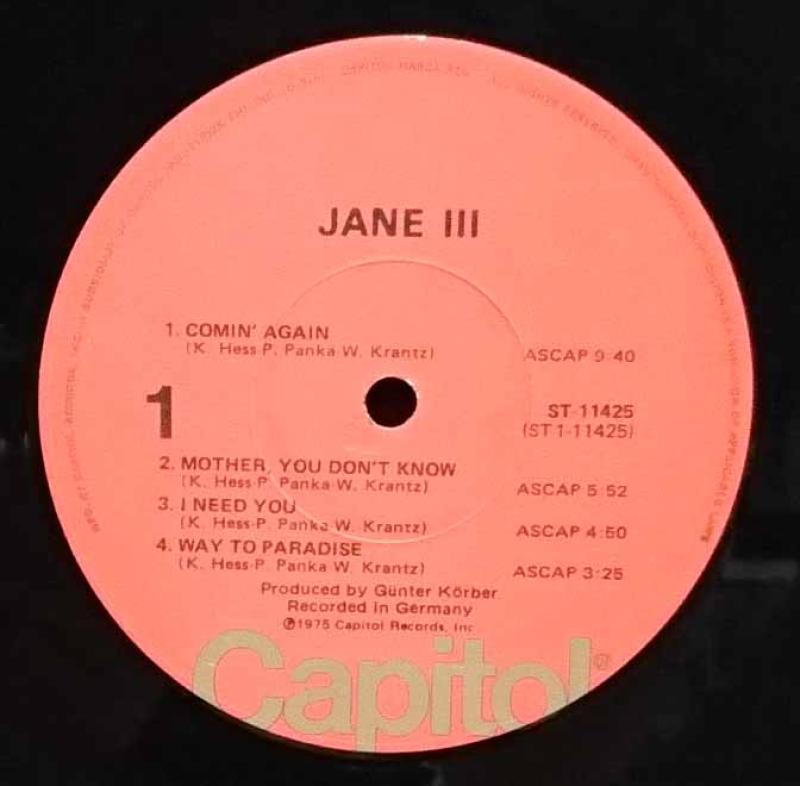 JANE III
1. COMIN' AGAIN
(K. Hess-P. Panka-W. Krantz) ASCAP 9:40
1
ST-11425
(ST 1-11425)
2. MOTHER, YOU DON'T KNOW
(K. Hess-P. Panka-W. Krantz) ASCAP 5:52
3. I NEED YOU
(K. Hess-P. Panka-W. Krantz) ASCAP 4:50
4. WAY TO PARADISE
(K. Hess-P. Panka-W. Krantz) ASCAP 3:25
Produced by Günter Körber
Recorded in Germany
Ⓟ1975 Capitol Records, Inc.
Capitol®